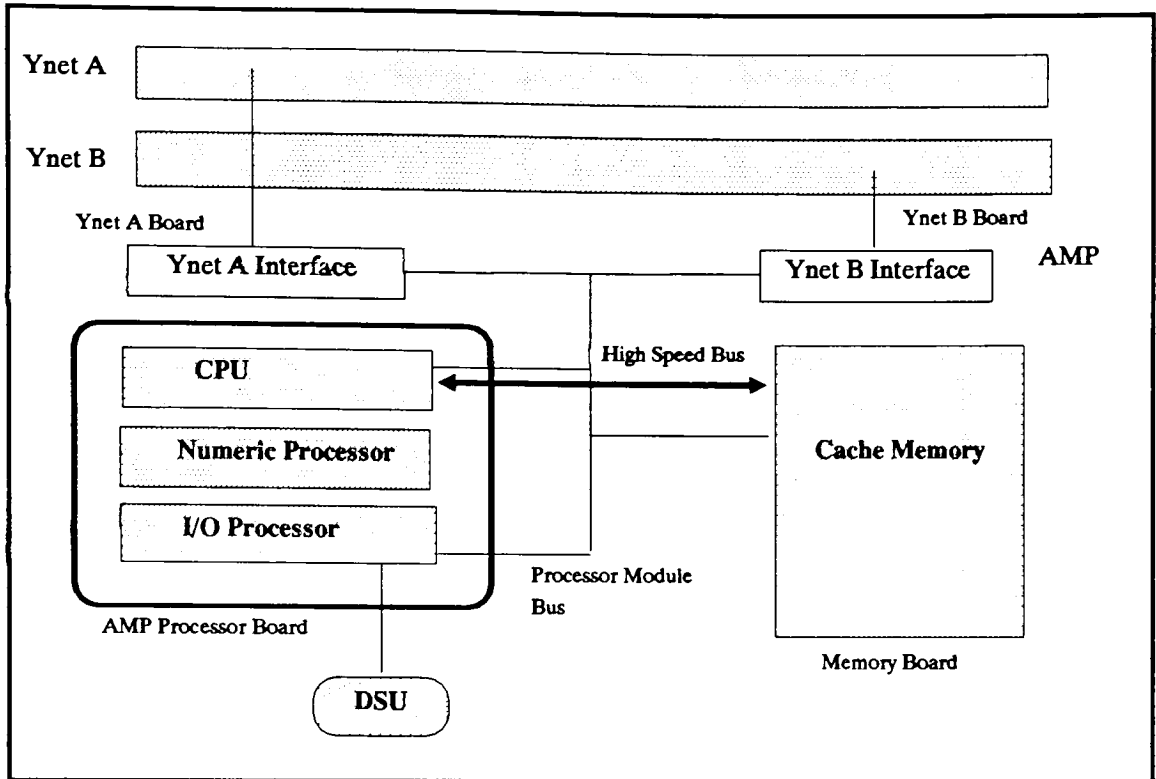 Ynet A
Ynet B
Ynet A Board
Ynet B Board
Ynet A Interface
Ynet B Interface
AMP
High Speed Bus
CPU
Numeric Processor
Cache Memory
I/O Processor
Processor Module
Bus
AMP Processor Board
Memory Board
DSU